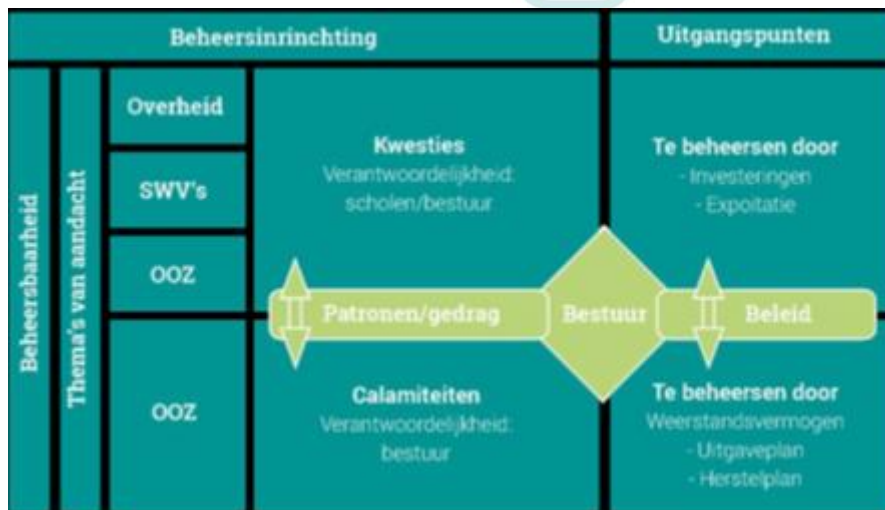 Beheersinrinchting
Uitgangspunten
Beheersbaarheid
Thema's van aandacht
Overheid
SWV's
OOZ
OOZ
Kwesties
Verantwoordelijkheid:
scholen/bestuur
Te beheersen door
- Investeringen
- Expoitatie
Patronen/gedrag
Bestuur
Beleid
Calamiteiten
Verantwoordelijkheid:
bestuur
Te beheersen door
Weerstandsvermogen
- Uitgaveplan
- Herstelplan